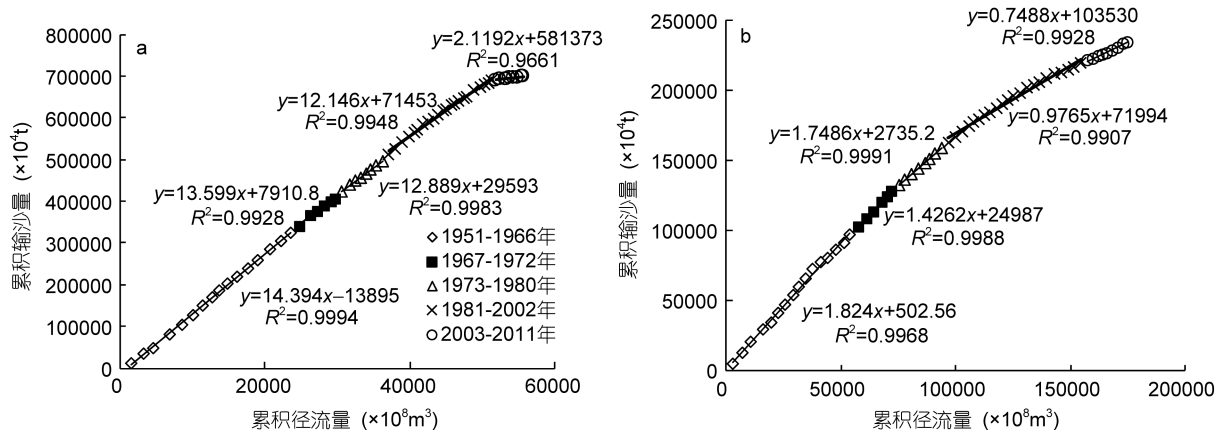 a
800000
700000
600000
500000
400000
300000
200000
100000
0
累积输沙量 (×10⁴t)
y=2.1192x+581373
R²=0.9661
y=12.146x+71453
R²=0.9948
y=13.599x+7910.8
R²=0.9928
y=12.889x+29593
R²=0.9983
y=14.394x–13895
R²=0.9994
◇ 1951-1966年
■ 1967-1972年
△ 1973-1980年
× 1981-2002年
○ 2003-2011年
0 20000 40000 60000
累积径流量 (×10⁸m³)
b
250000
200000
150000
100000
50000
0
累积输沙量 (×10⁴t)
y=0.7488x+103530
R²=0.9928
y=0.9765x+71994
R²=0.9907
y=1.7486x+2735.2
R²=0.9991
y=1.4262x+24987
R²=0.9988
y=1.824x+502.56
R²=0.9968
0 50000 100000 150000 200000
累积径流量 (×10⁸m³)